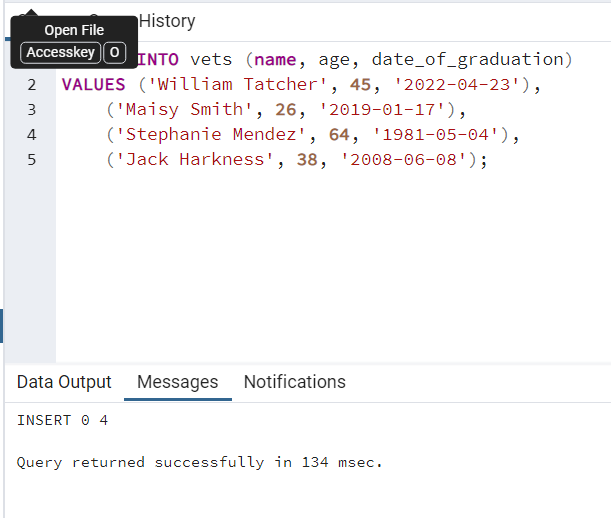 Open File
Accesskey O
History
INTO vets (name, age, date_of_graduation)
2 VALUES ('William Tatcher', 45, '2022-04-23'),
3 ('Maisy Smith', 26, '2019-01-17'),
4 ('Stephanie Mendez', 64, '1981-05-04'),
5 ('Jack Harkness', 38, '2008-06-08');
Data Output Messages Notifications
INSERT 0 4
Query returned successfully in 134 msec.